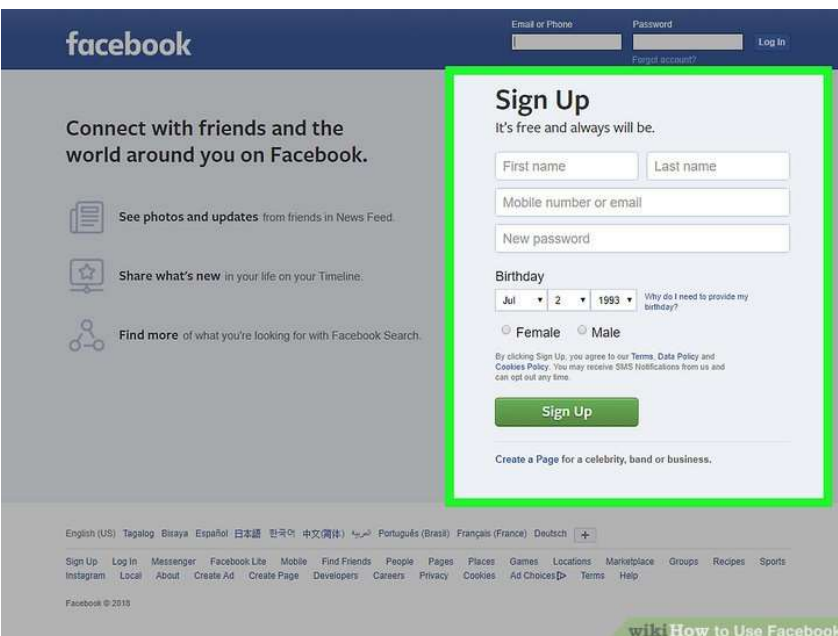 facebook
Email or Phone
Password
Log In
Forgot account?
Connect with friends and the
world around you on Facebook.
See photos and updates from friends in News Feed.
Share what's new in your life on your Timeline.
Find more of what you're looking for with Facebook Search.
Sign Up
It's free and always will be.
First name
Last name
Mobile number or email
New password
Birthday
Jul 2 1993
Why do I need to provide my
birthday?
Female Male
By clicking Sign Up, you agree to our Terms, Data Policy and
Cookies Policy. You may receive SMS Notifications from us and
can opt out any time.
Sign Up
Create a Page for a celebrity, band or business.
English (US) Tagalog Bisaya Español 日本語 한국어 中文(简体) العربية Português (Brasil) Français (France) Deutsch +
Sign Up Log In Messenger Facebook Lite Mobile Find Friends People Pages Places Games Locations Marketplace Groups Recipes Sports
Instagram Local About Create Ad Create Page Developers Careers Privacy Cookies Ad Choices Terms Help
Facebook © 2018
wikiHow to Use Facebook